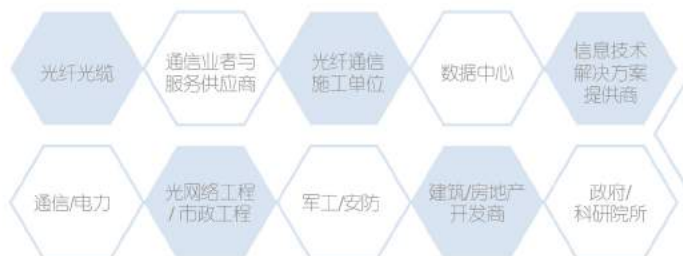 光纤光缆
通信业者与
服务供应商
光纤通信
施工单位
数据中心
信息技术
解决方案
提供商
通信/电力
光网络工程
/市政工程
军工/安防
建筑/房地产
开发商
政府/
科研院所